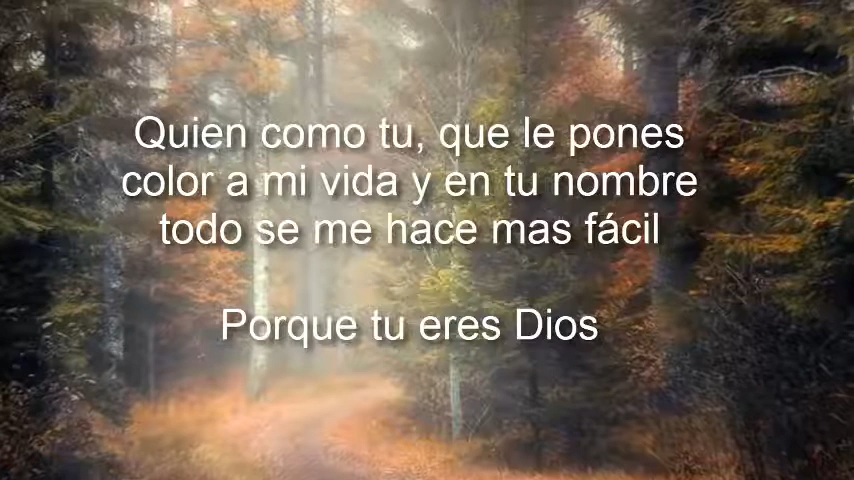 Quien como tu, que le pones
color a mi vida y en tu nombre
todo se me hace mas fácil
Porque tu eres Dios